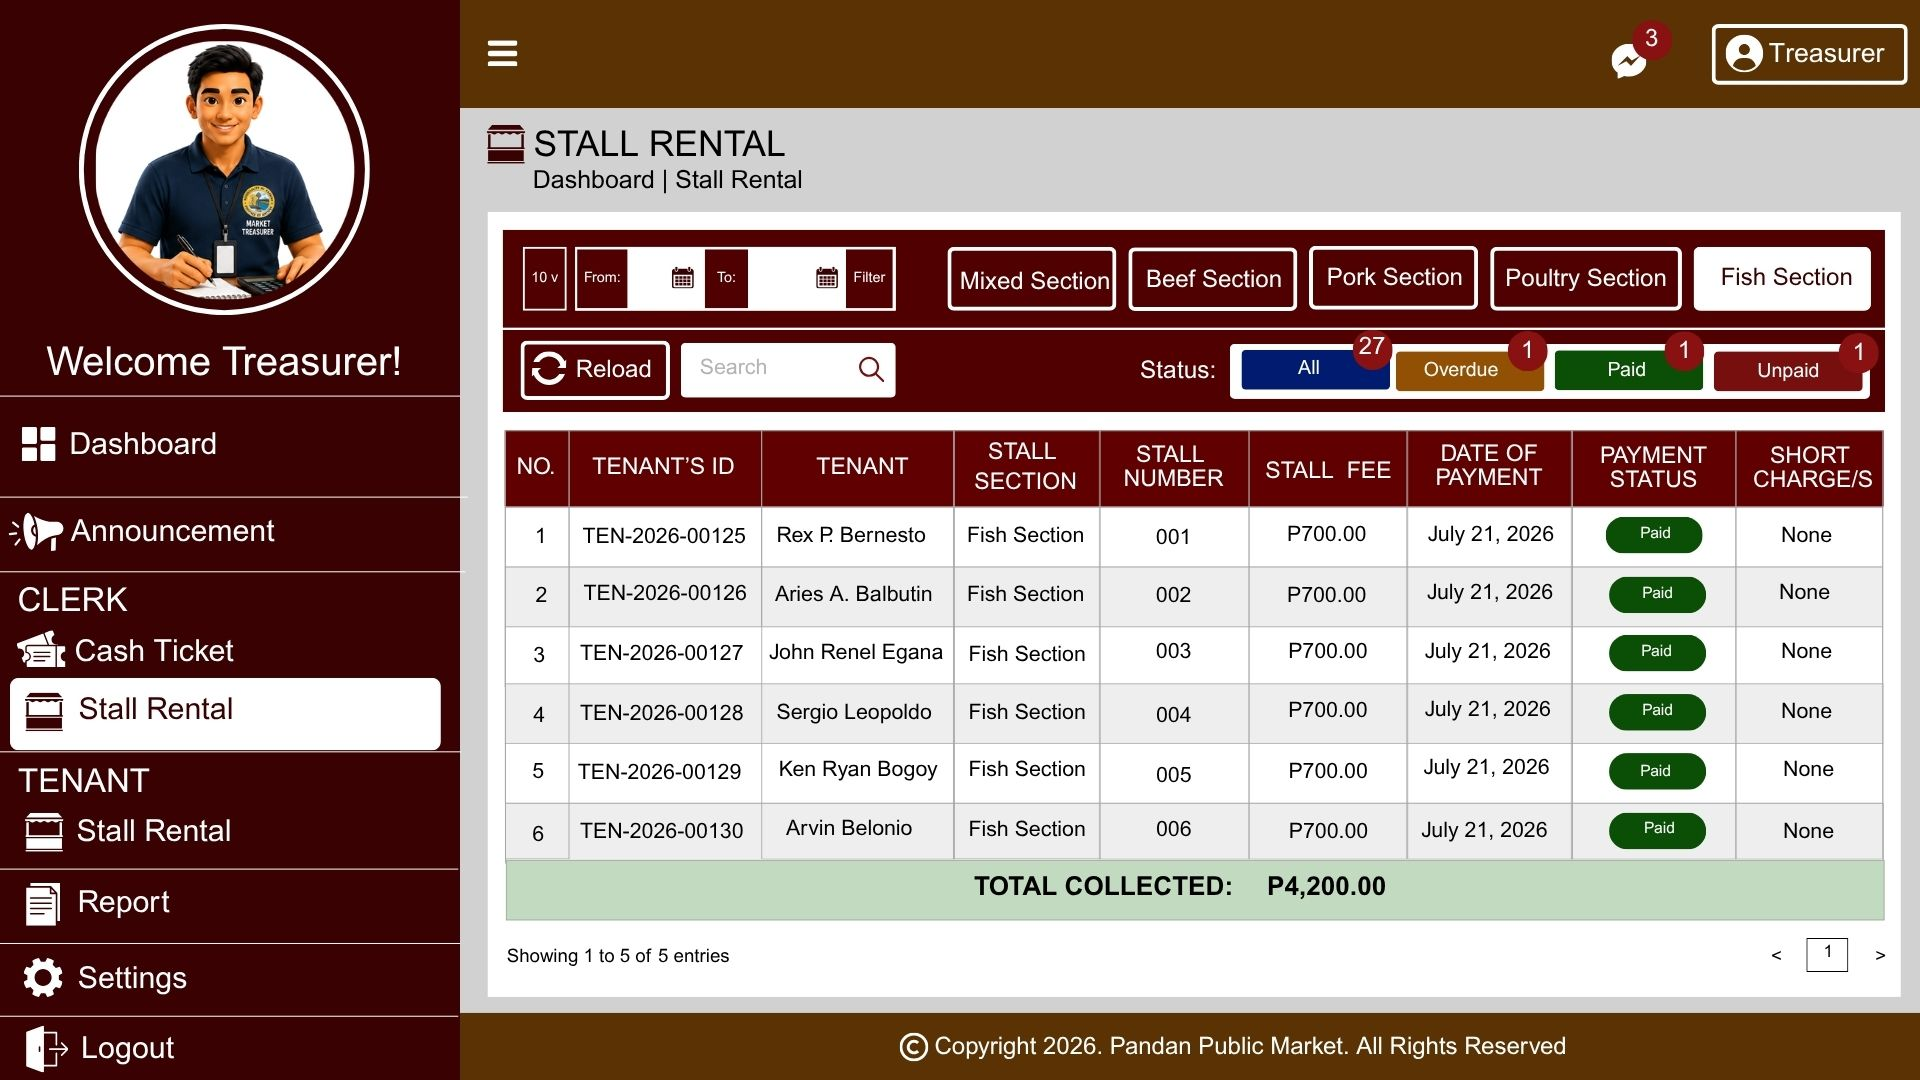 3
Treasurer
MARKET
TREASURER
Welcome Treasurer!
Dashboard
Announcement
CLERK
Cash Ticket
Stall Rental
TENANT
Stall Rental
Report
Settings
Logout
STALL RENTAL
Dashboard | Stall Rental
10 v From: To: Filter Mixed Section Beef Section Pork Section Poultry Section Fish Section
Reload Search Status: All 27 Overdue 1 Paid 1 Unpaid 1
NO. TENANT’S ID TENANT STALL SECTION STALL NUMBER STALL FEE DATE OF PAYMENT PAYMENT STATUS SHORT CHARGE/S
1 TEN-2026-00125 Rex P. Bernesto Fish Section 001 P700.00 July 21, 2026 Paid None
2 TEN-2026-00126 Aries A. Balbutin Fish Section 002 P700.00 July 21, 2026 Paid None
3 TEN-2026-00127 John Renel Egana Fish Section 003 P700.00 July 21, 2026 Paid None
4 TEN-2026-00128 Sergio Leopoldo Fish Section 004 P700.00 July 21, 2026 Paid None
5 TEN-2026-00129 Ken Ryan Bogoy Fish Section 005 P700.00 July 21, 2026 Paid None
6 TEN-2026-00130 Arvin Belonio Fish Section 006 P700.00 July 21, 2026 Paid None
TOTAL COLLECTED: P4,200.00
Showing 1 to 5 of 5 entries < 1 >
© Copyright 2026. Pandan Public Market. All Rights Reserved